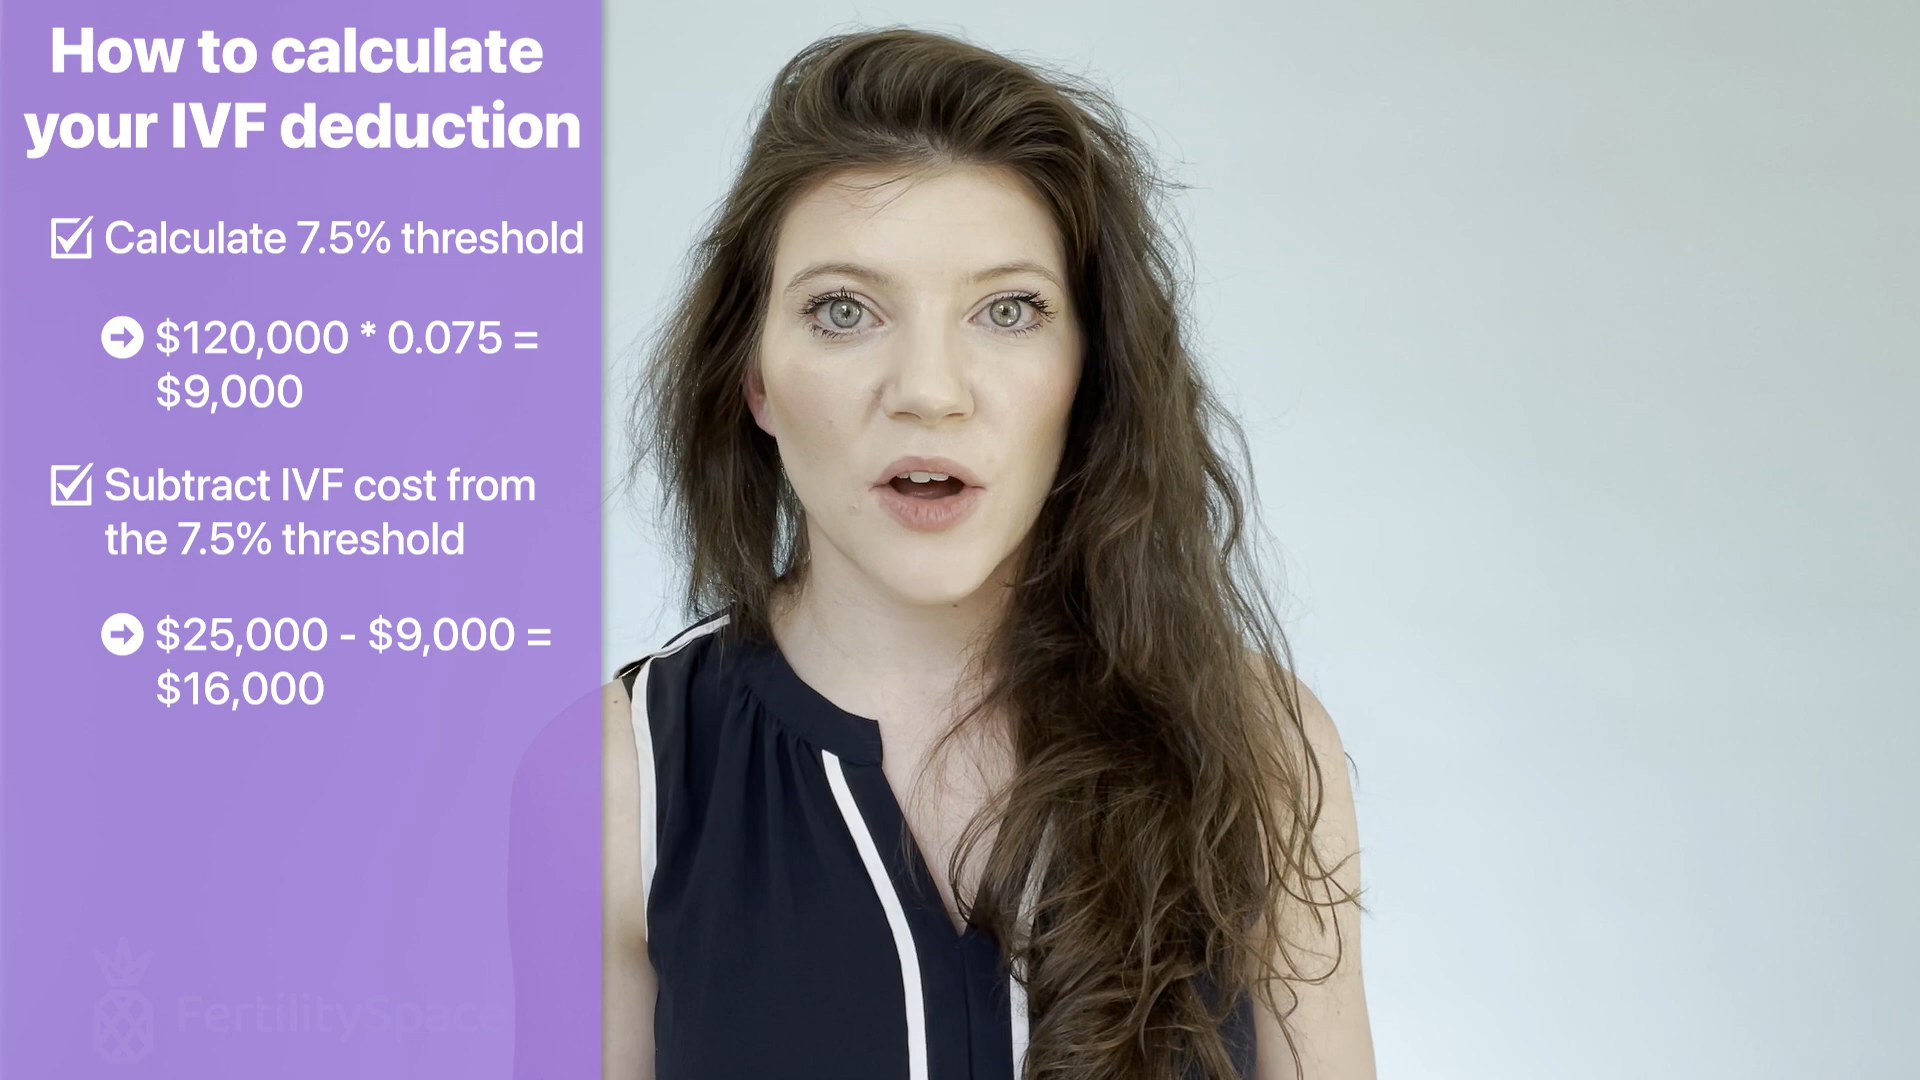 How to calculate
your IVF deduction
Calculate 7.5% threshold
$120,000 * 0.075 =
$9,000
Subtract IVF cost from
the 7.5% threshold
$25,000 - $9,000 =
$16,000
FertilitySpace